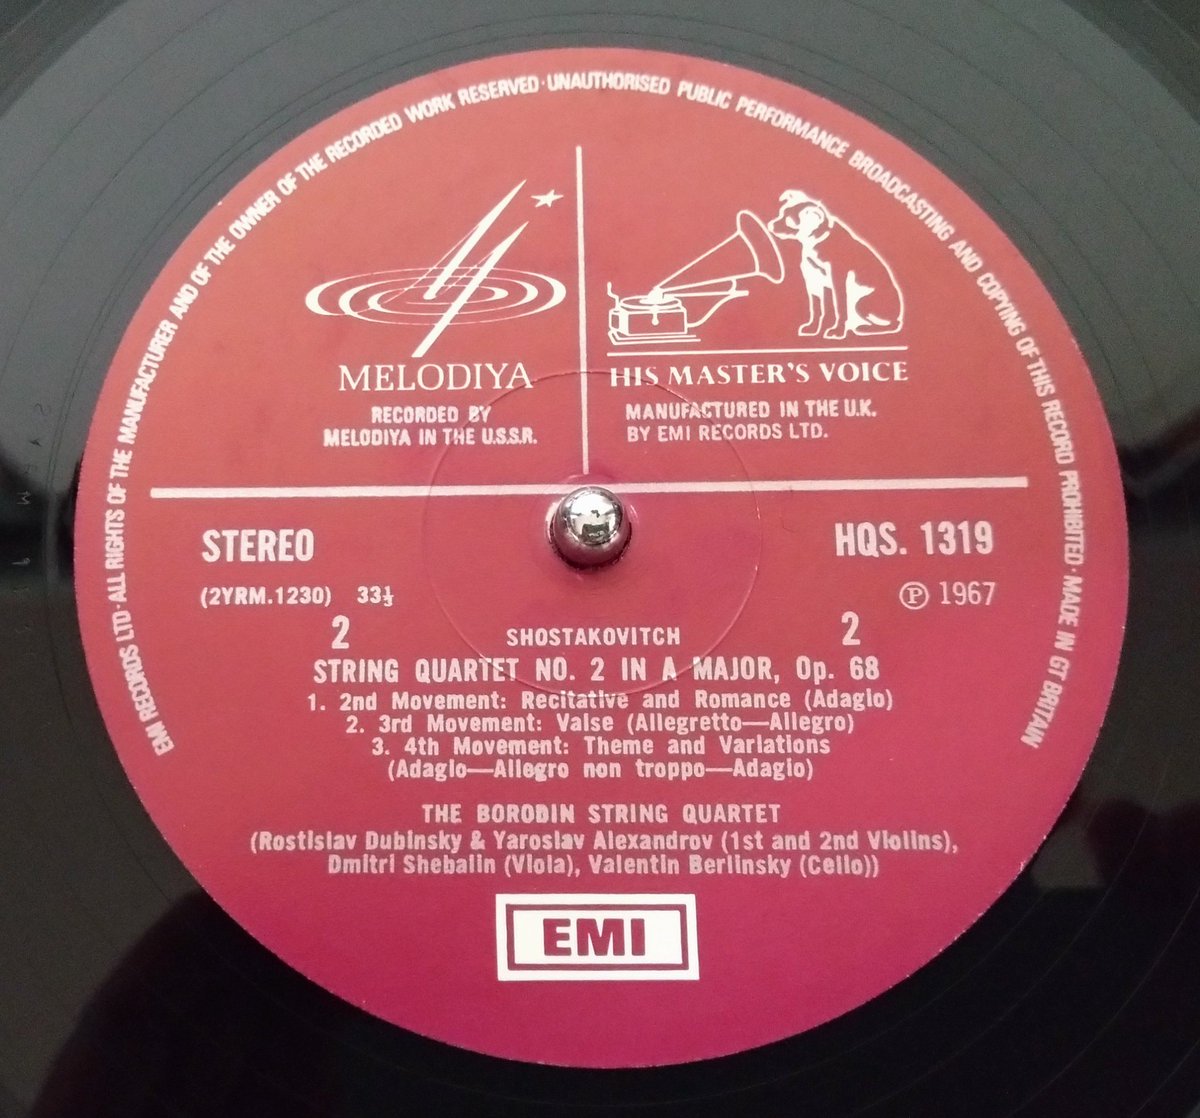 EMI RECORDS LTD · ALL RIGHTS OF THE MANUFACTURER AND OF THE OWNER OF THE RECORDED WORK RESERVED · UNAUTHORISED PUBLIC PERFORMANCE BROADCASTING AND COPYING OF THIS RECORD PROHIBITED · MADE IN GT BRITAIN
MELODIYA
RECORDED BY
MELODIYA IN THE U.S.S.R.
HIS MASTER'S VOICE
MANUFACTURED IN THE U.K.
BY EMI RECORDS LTD.
STEREO
HQS. 1319
(2YRM.1230) 33⅓
℗ 1967
2 SHOSTAKOVITCH 2
STRING QUARTET NO. 2 IN A MAJOR, Op. 68
1. 2nd Movement: Recitative and Romance (Adagio)
2. 3rd Movement: Valse (Allegretto—Allegro)
3. 4th Movement: Theme and Variations
(Adagio—Allegro non troppo—Adagio)
THE BORODIN STRING QUARTET
(Rostislav Dubinsky & Yaroslav Alexandrov (1st and 2nd Violins),
Dmitri Shebalin (Viola), Valentin Berlinsky (Cello))
EMI